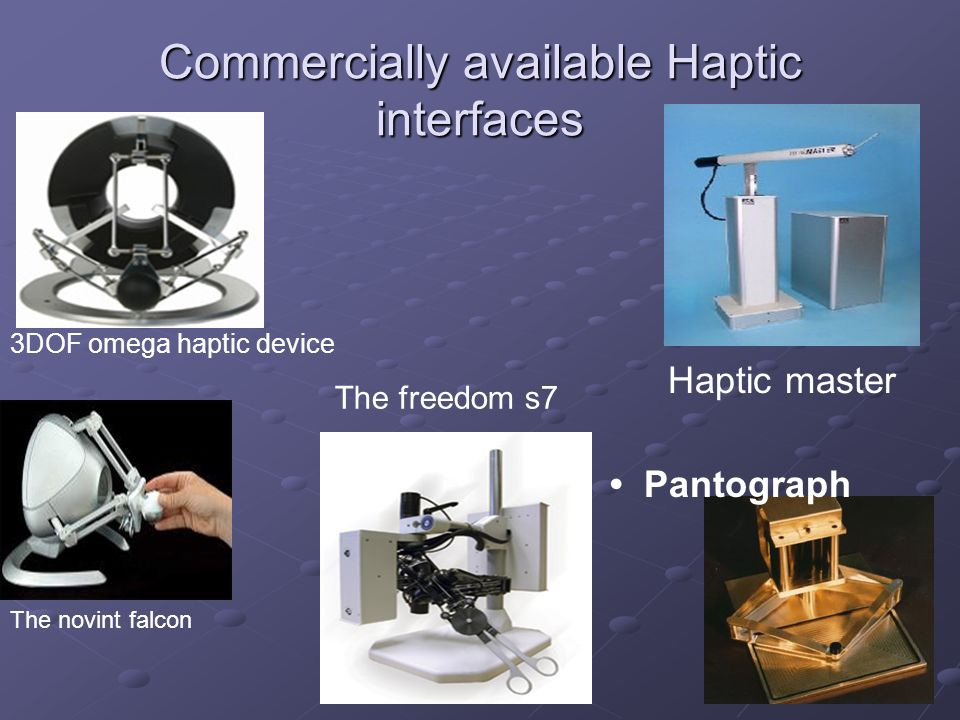 Commercially available Haptic
interfaces
3DOF omega haptic device
Haptic master
The freedom s7
• Pantograph
The novint falcon